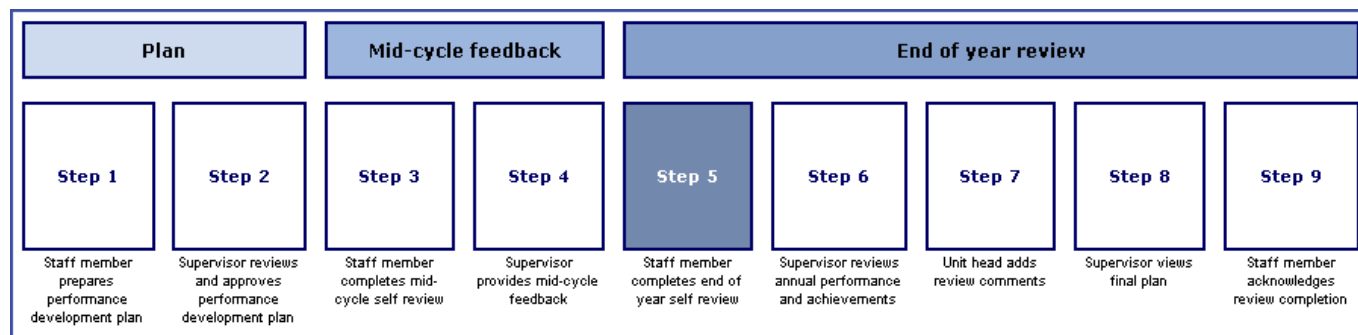 Plan
Mid-cycle feedback
End of year review
Step 1
Step 2
Step 3
Step 4
Step 5
Step 6
Step 7
Step 8
Step 9
Staff member
prepares
performance
development plan
Supervisor reviews
and approves
performance
development plan
Staff member
completes mid-
cycle self review
Supervisor
provides mid-cycle
feedback
Staff member
completes end of
year self review
Supervisor reviews
annual performance
and achievements
Unit head adds
review comments
Supervisor views
final plan
Staff member
acknowledges
review completion